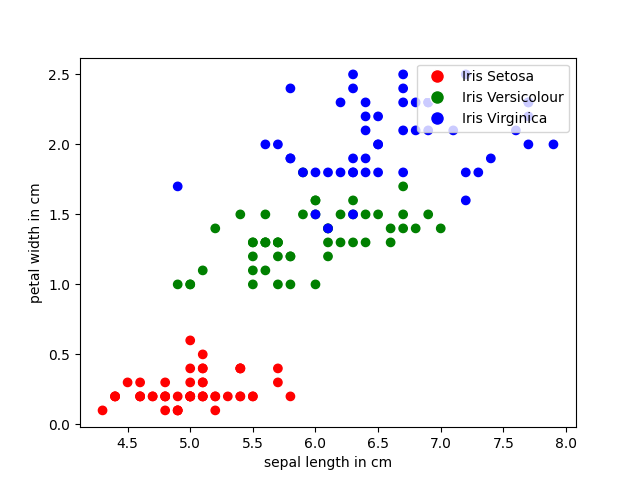 2.5
2.0
1.5
1.0
0.5
0.0
petal width in cm
Iris Setosa
Iris Versicolour
Iris Virginica
4.5 5.0 5.5 6.0 6.5 7.0 7.5 8.0
sepal length in cm